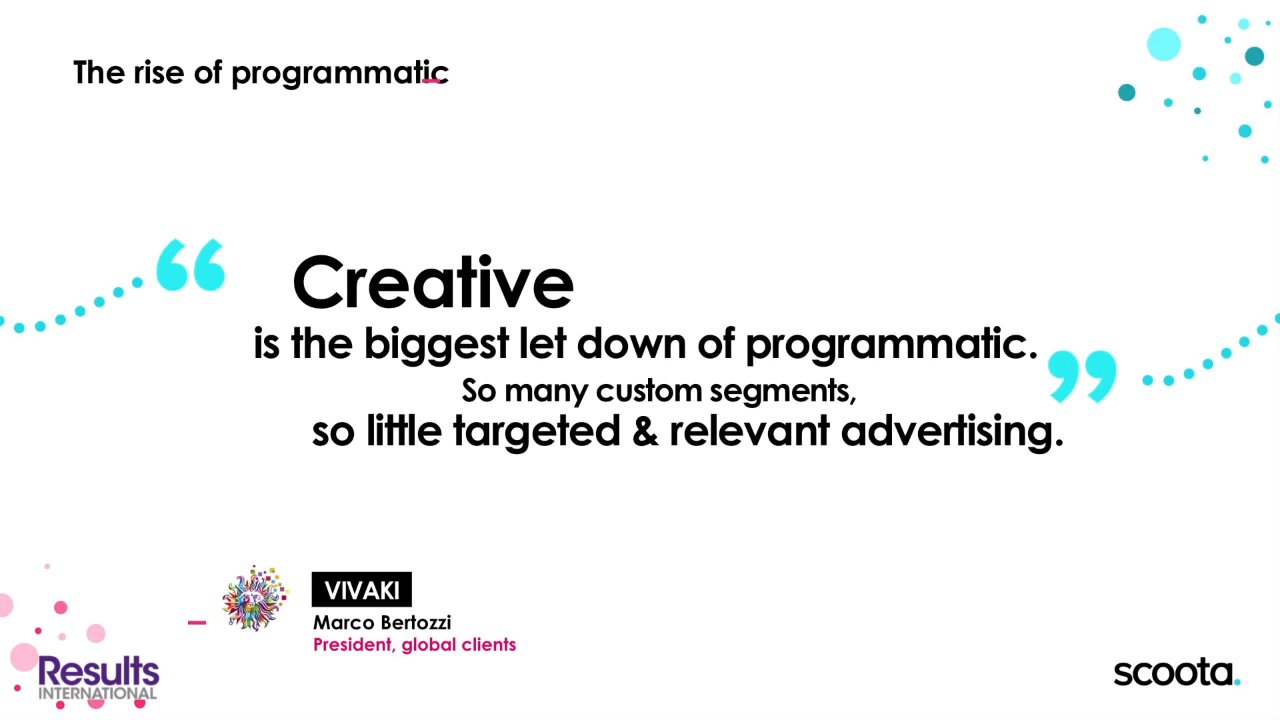 The rise of programmatic
“ Creative
is the biggest let down of programmatic. ”
So many custom segments,
so little targeted & relevant advertising.
VIVAKI
Marco Bertozzi
President, global clients
Results
INTERNATIONAL
scoota.